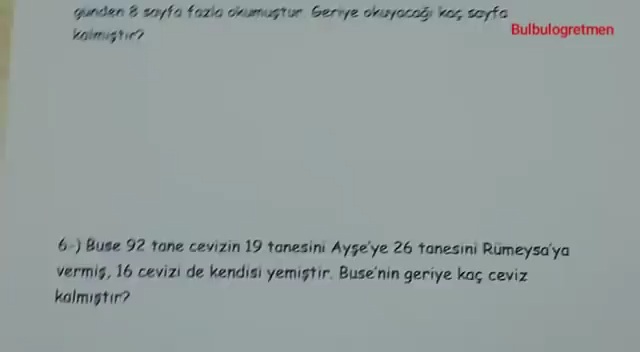 günden 8 sayfa fazla okumuştur. Geriye okuyacağı kaç sayfa
kalmıştır?
Bulbulogretmen
6-) Buse 92 tane cevizin 19 tanesini Ayşe'ye 26 tanesini Rümeysa'ya
vermiş, 16 cevizi de kendisi yemiştir. Buse'nin geriye kaç ceviz
kalmıştır?